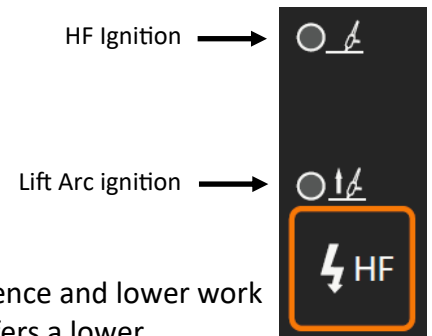 HF Ignition
Lift Arc ignition
HF
ence and lower work
fers a lower